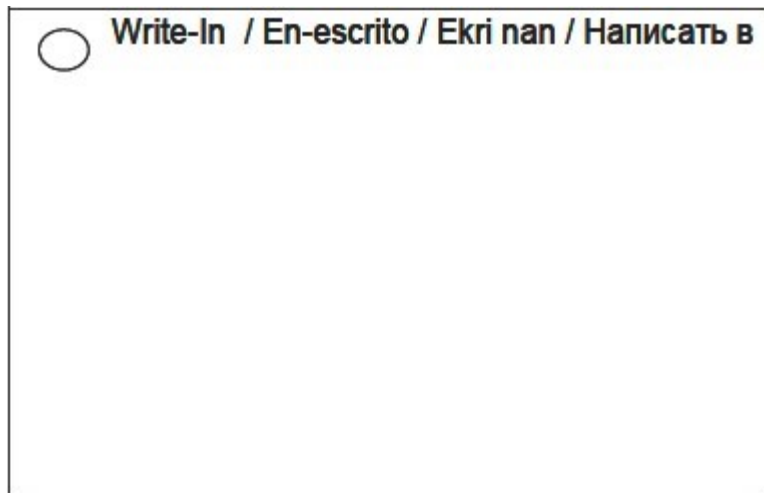 Write-In / En-escrito / Ekri nan / Написать в